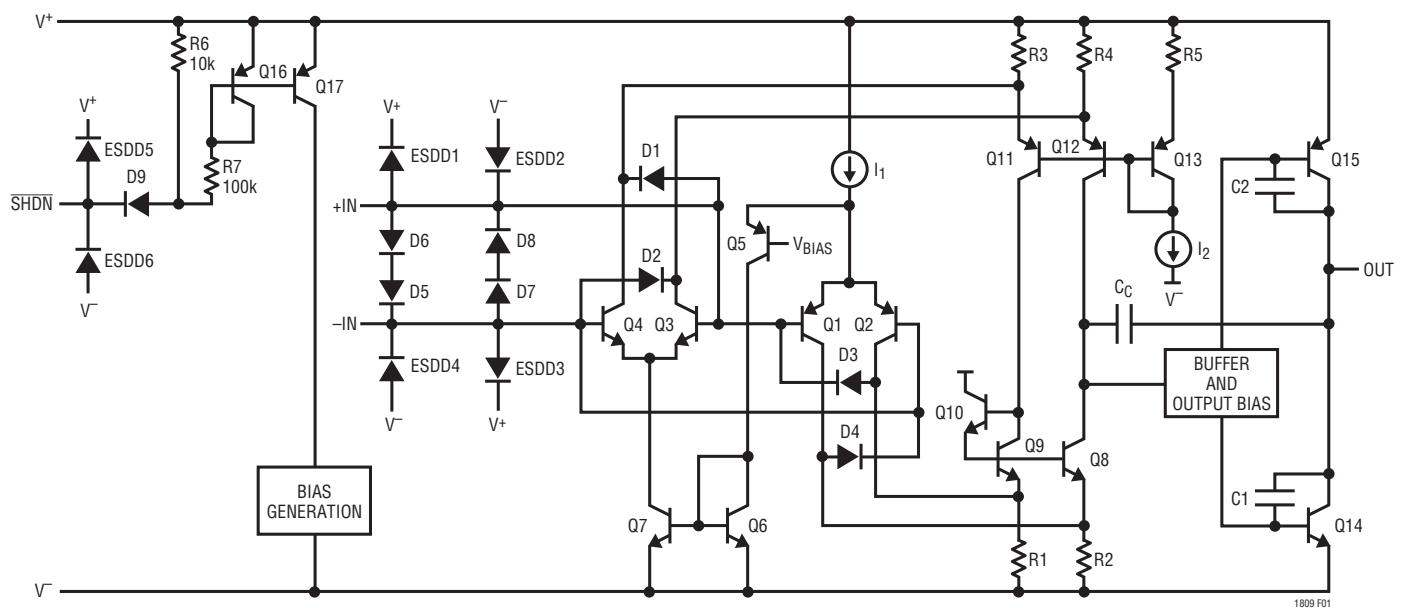 V+
R6
10k
Q16
Q17
R3
R4
R5
V+
ESDD5
D9
R7
100k
SHDN
ESDD6
V−
V+
V−
ESDD1
ESDD2
D1
+IN
D6
D8
D2
D5
D7
−IN
ESDD4
ESDD3
V−
V+
Q4
Q3
Q5
VBIAS
I1
Q1
Q2
D3
D4
Q11
Q12
Q13
Q15
C2
I2
V−
OUT
CC
BUFFER
AND
OUTPUT BIAS
Q10
Q9
Q8
C1
Q14
BIAS
GENERATION
Q7
Q6
R1
R2
V−
1809 F01